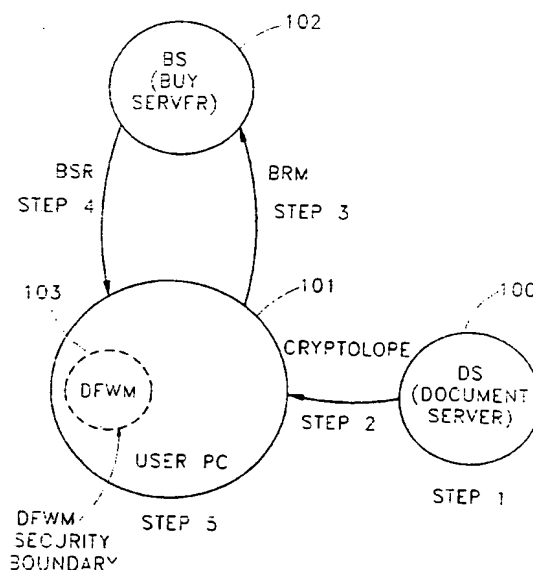 102
BS
(BUY
SERVER)
BSR
STEP 4
BRM
STEP 3
103
101
100
CRYPTOLOPE
DS
(DOCUMENT
SERVER)
DFWM
STEP 2
USER PC
STEP 1
DFWM
SECURITY
BOUNDARY
STEP 5